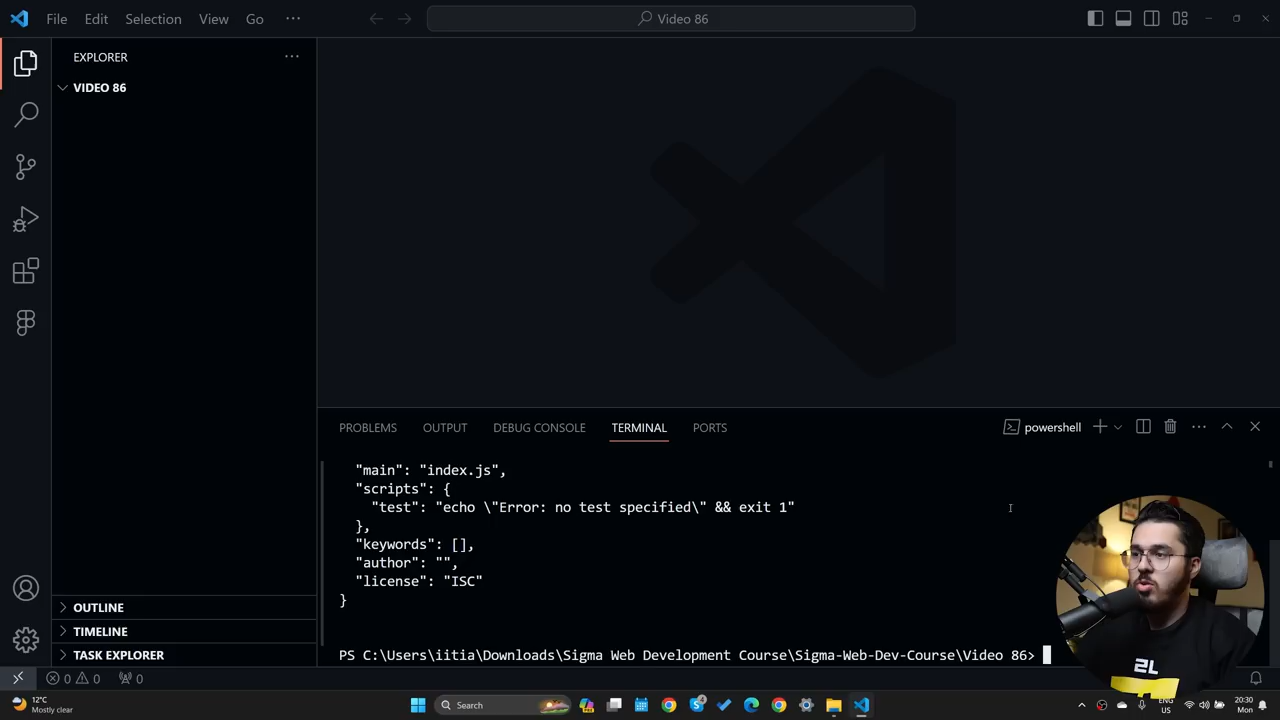 File Edit Selection View Go ···
Video 86
EXPLORER ···
VIDEO 86
PROBLEMS OUTPUT DEBUG CONSOLE TERMINAL PORTS
powershell
"main": "index.js",
"scripts": {
"test": "echo \"Error: no test specified\" && exit 1"
},
"keywords": [],
"author": "",
"license": "ISC"
}
PS C:\Users\iitia\Downloads\Sigma Web Development Course\Sigma-Web-Dev-Course\Video 86>
OUTLINE
TIMELINE
TASK EXPLORER
0 0 0
12°C
Mostly clear
Search
4
ENG
US
20:30
Mon
2L